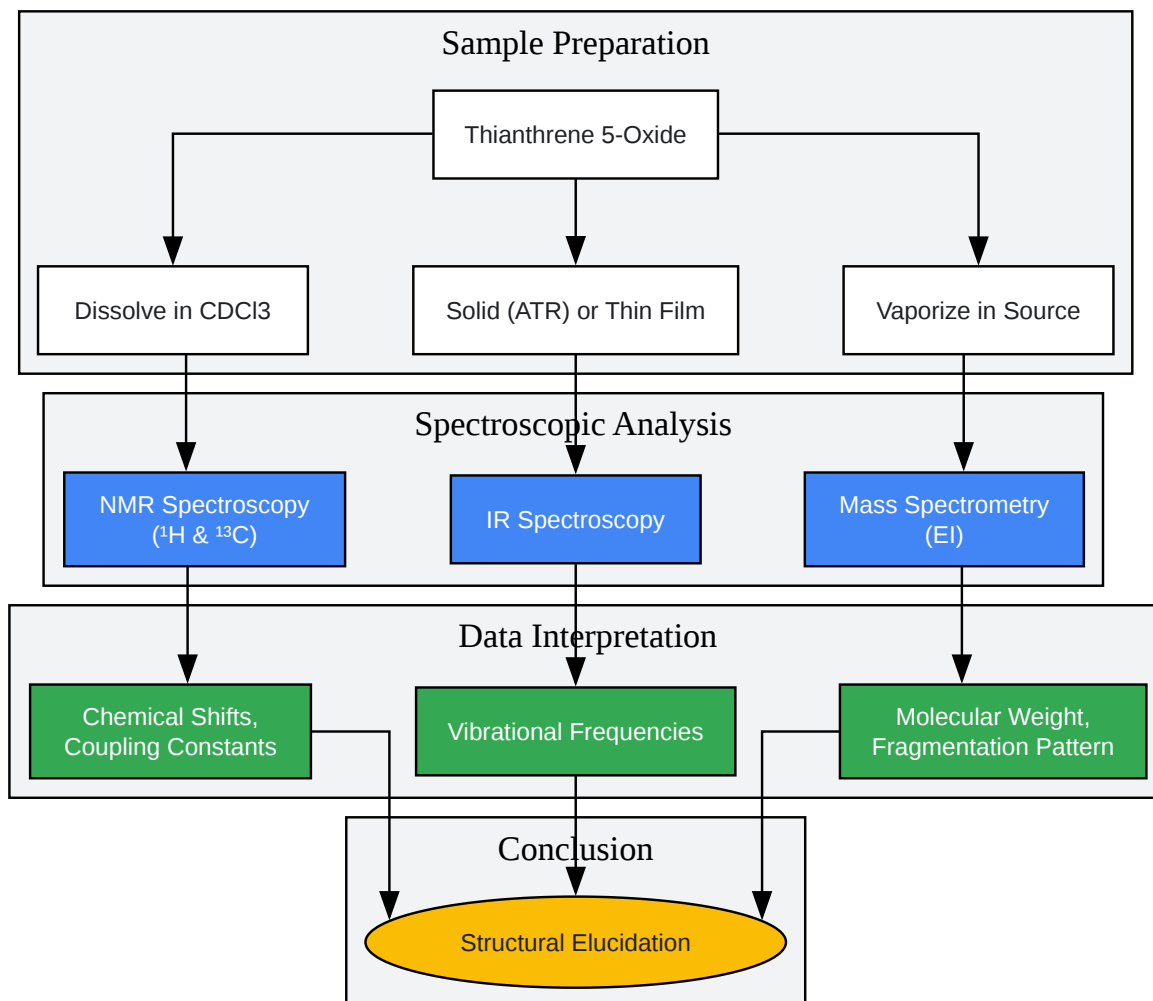 Sample Preparation
Thianthrene 5-Oxide
Dissolve in CDCl3
Solid (ATR) or Thin Film
Vaporize in Source
Spectroscopic Analysis
NMR Spectroscopy
(¹H & ¹³C)
IR Spectroscopy
Mass Spectrometry
(EI)
Data Interpretation
Chemical Shifts,
Coupling Constants
Vibrational Frequencies
Molecular Weight,
Fragmentation Pattern
Conclusion
Structural Elucidation